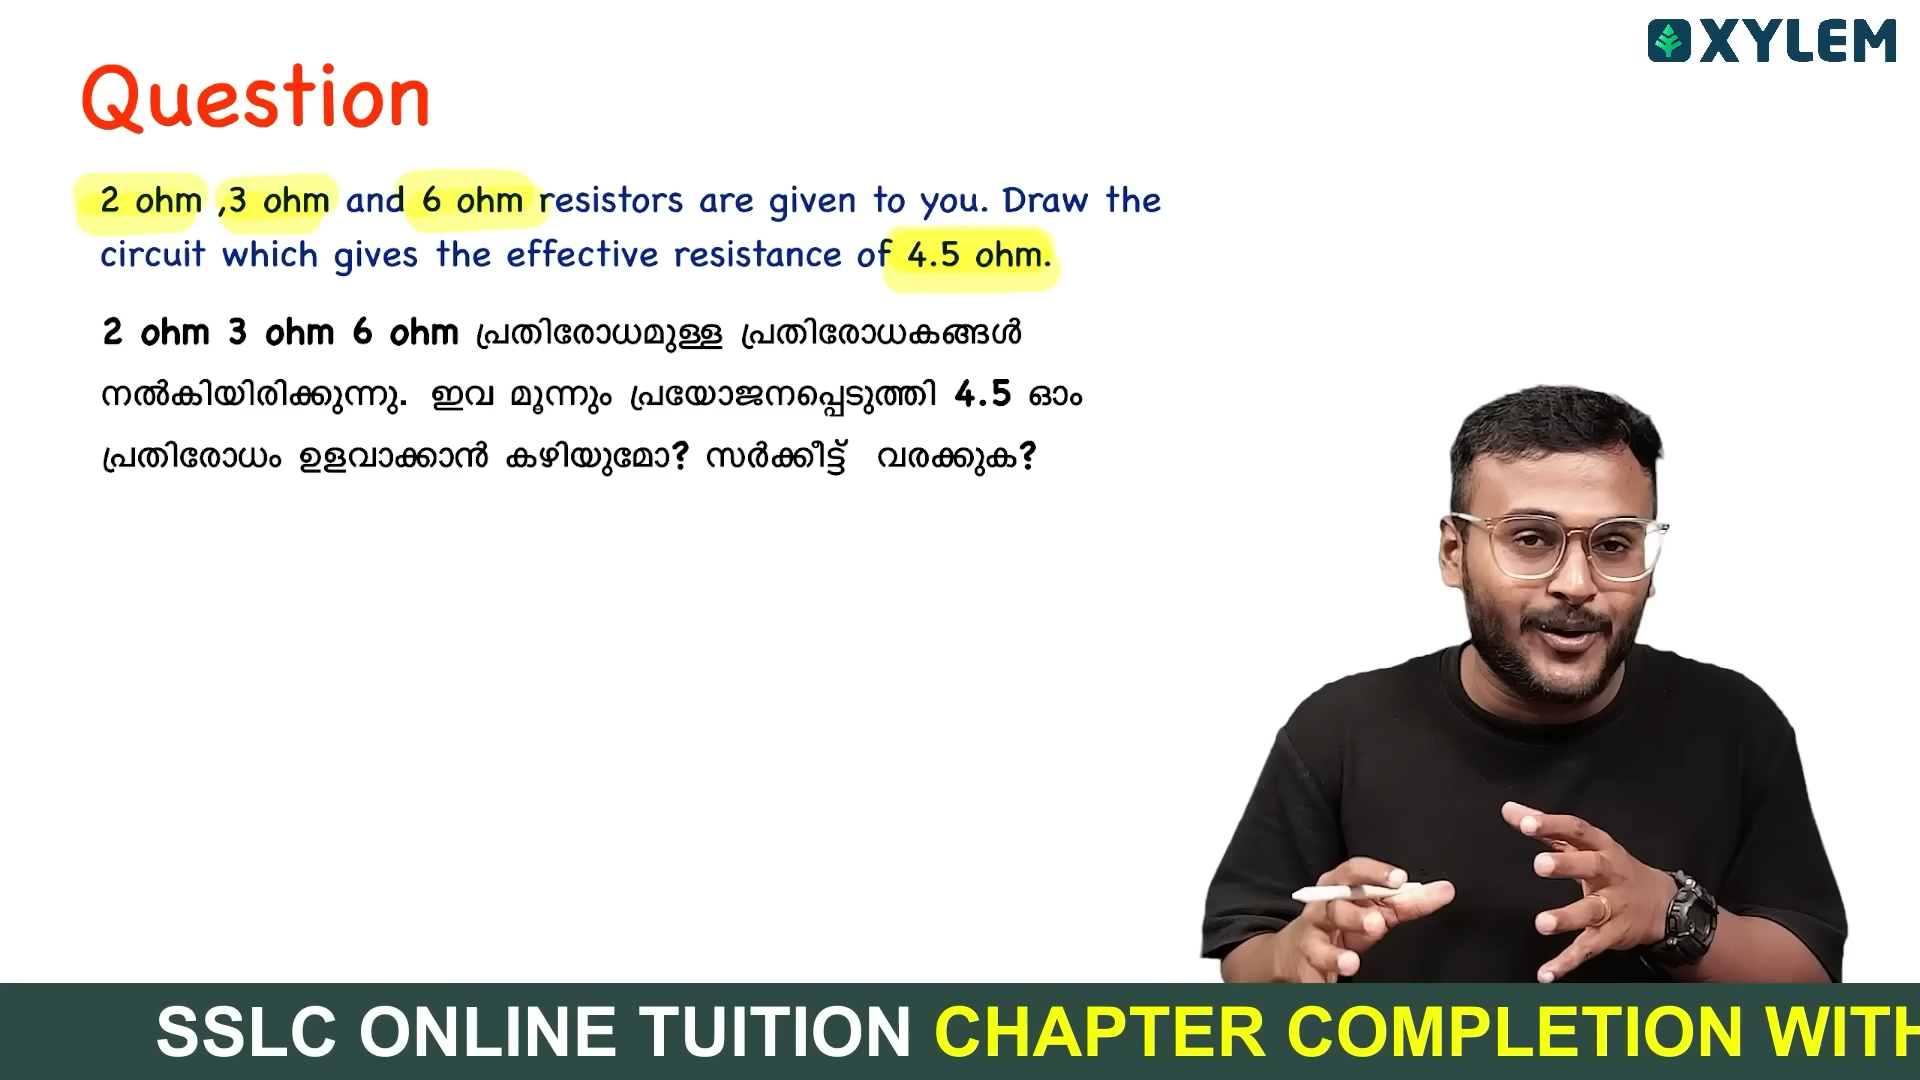 XYLEM
Question
2 ohm ,3 ohm and 6 ohm resistors are given to you. Draw the
circuit which gives the effective resistance of 4.5 ohm.
2 ohm 3 ohm 6 ohm പ്രതിരോധമുള്ള പ്രതിരോധകങ്ങൾ
നൽകിയിരിക്കുന്നു. ഇവ മൂന്നും പ്രയോജനപ്പെടുത്തി 4.5 ഓം
പ്രതിരോധം ഉളവാക്കാൻ കഴിയുമോ? സർക്കീട്ട് വരക്കുക?
SSLC ONLINE TUITION CHAPTER COMPLETION WITH